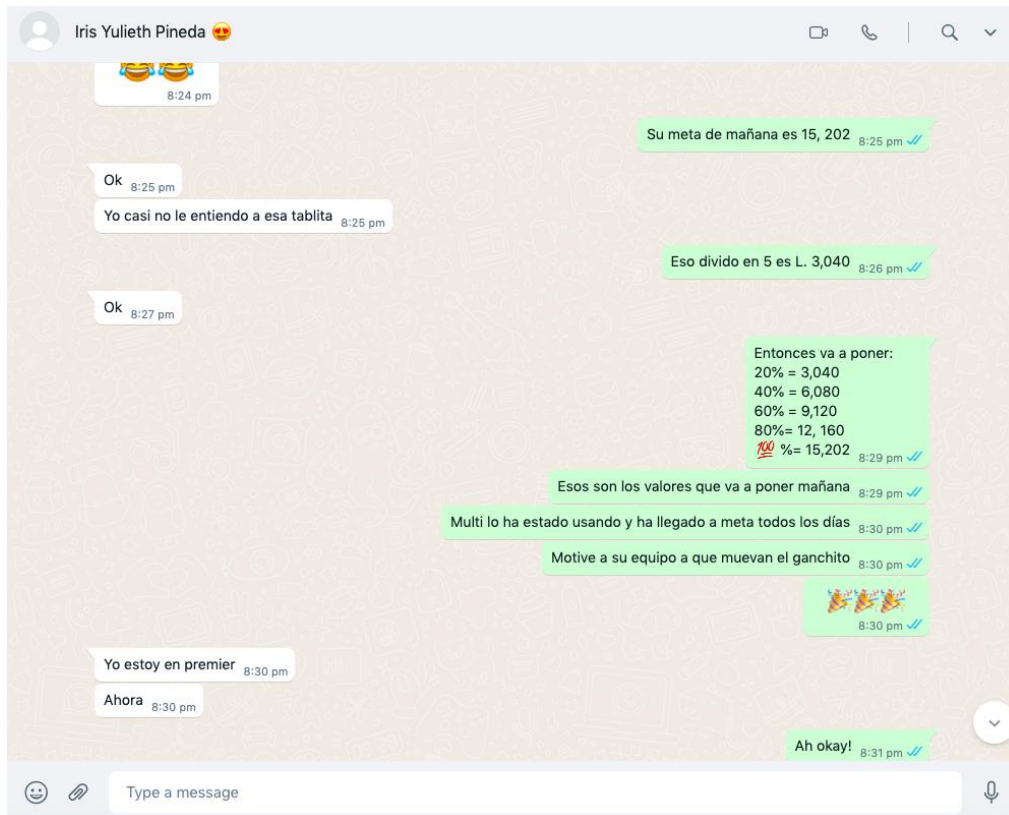 Iris Yulieth Pineda 😍
😂😂
8:24 pm
Su meta de mañana es 15, 202 8:25 pm
Ok 8:25 pm
Yo casi no le entiendo a esa tablita 8:25 pm
Eso divido en 5 es L. 3,040 8:26 pm
Ok 8:27 pm
Entonces va a poner:
20% = 3,040
40% = 6,080
60% = 9,120
80%= 12, 160
💯 %= 15,202 8:29 pm
Esos son los valores que va a poner mañana 8:29 pm
Multi lo ha estado usando y ha llegado a meta todos los días 8:30 pm
Motive a su equipo a que muevan el ganchito 8:30 pm
🎉🎉🎉
8:30 pm
Yo estoy en premier 8:30 pm
Ahora 8:30 pm
Ah okay! 8:31 pm
Type a message